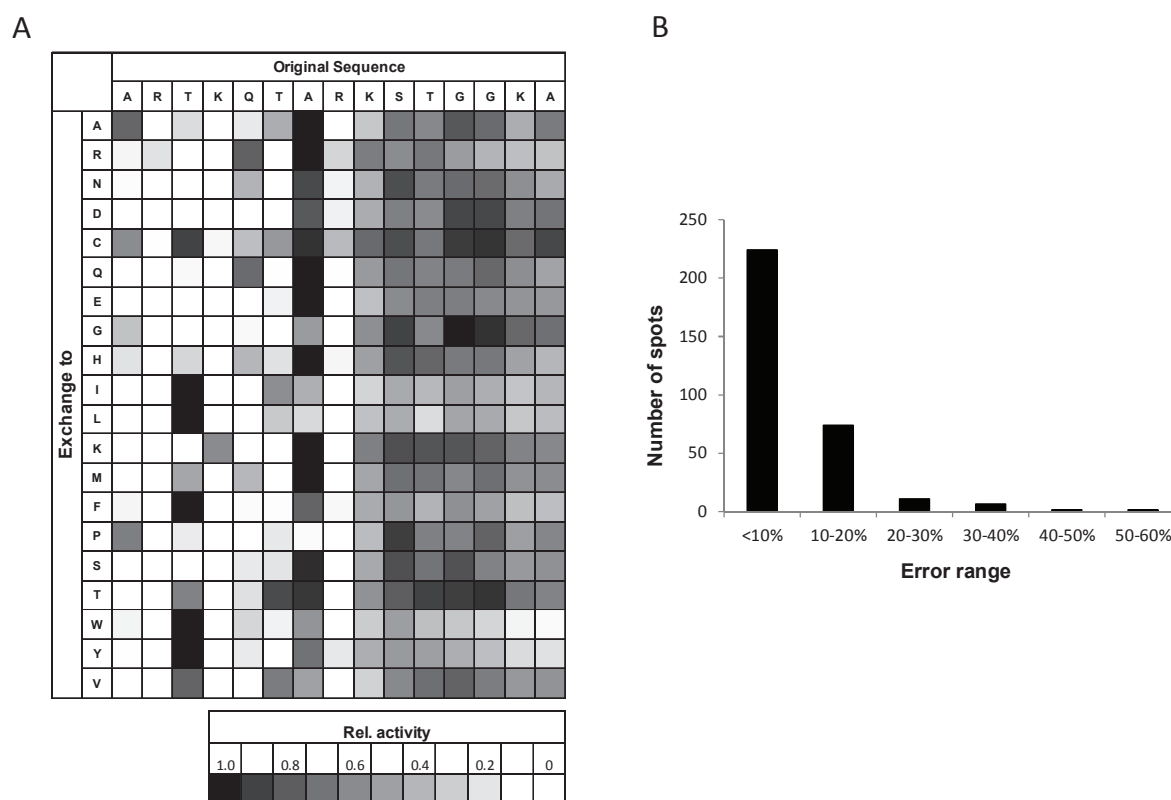 A
B
Original Sequence
A R T K Q T A R K S T G G K A
Exchange to
A
R
N
D
C
Q
E
G
H
I
L
K
M
F
P
S
T
W
Y
V
Rel. activity
1.0 0.8 0.6 0.4 0.2 0
Number of spots
250
200
150
100
50
0
<10% 10-20% 20-30% 30-40% 40-50% 50-60%
Error range